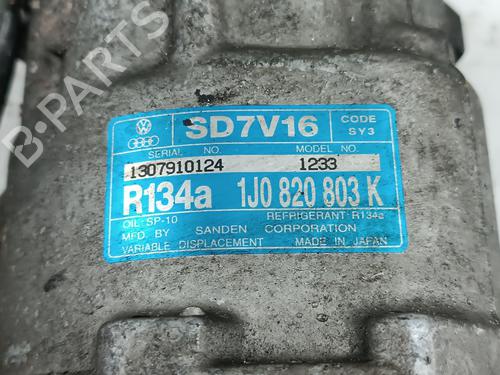 B-PARTS
SD7V16 CODE SY3
SERIAL NO. MODEL NO.
1307910124 1233
R134a 1J0 820 803 K
OIL: SP-10 REFRIGERANT: R134a
MFD. BY SANDEN CORPORATION
VARIABLE DISPLACEMENT MADE IN JAPAN